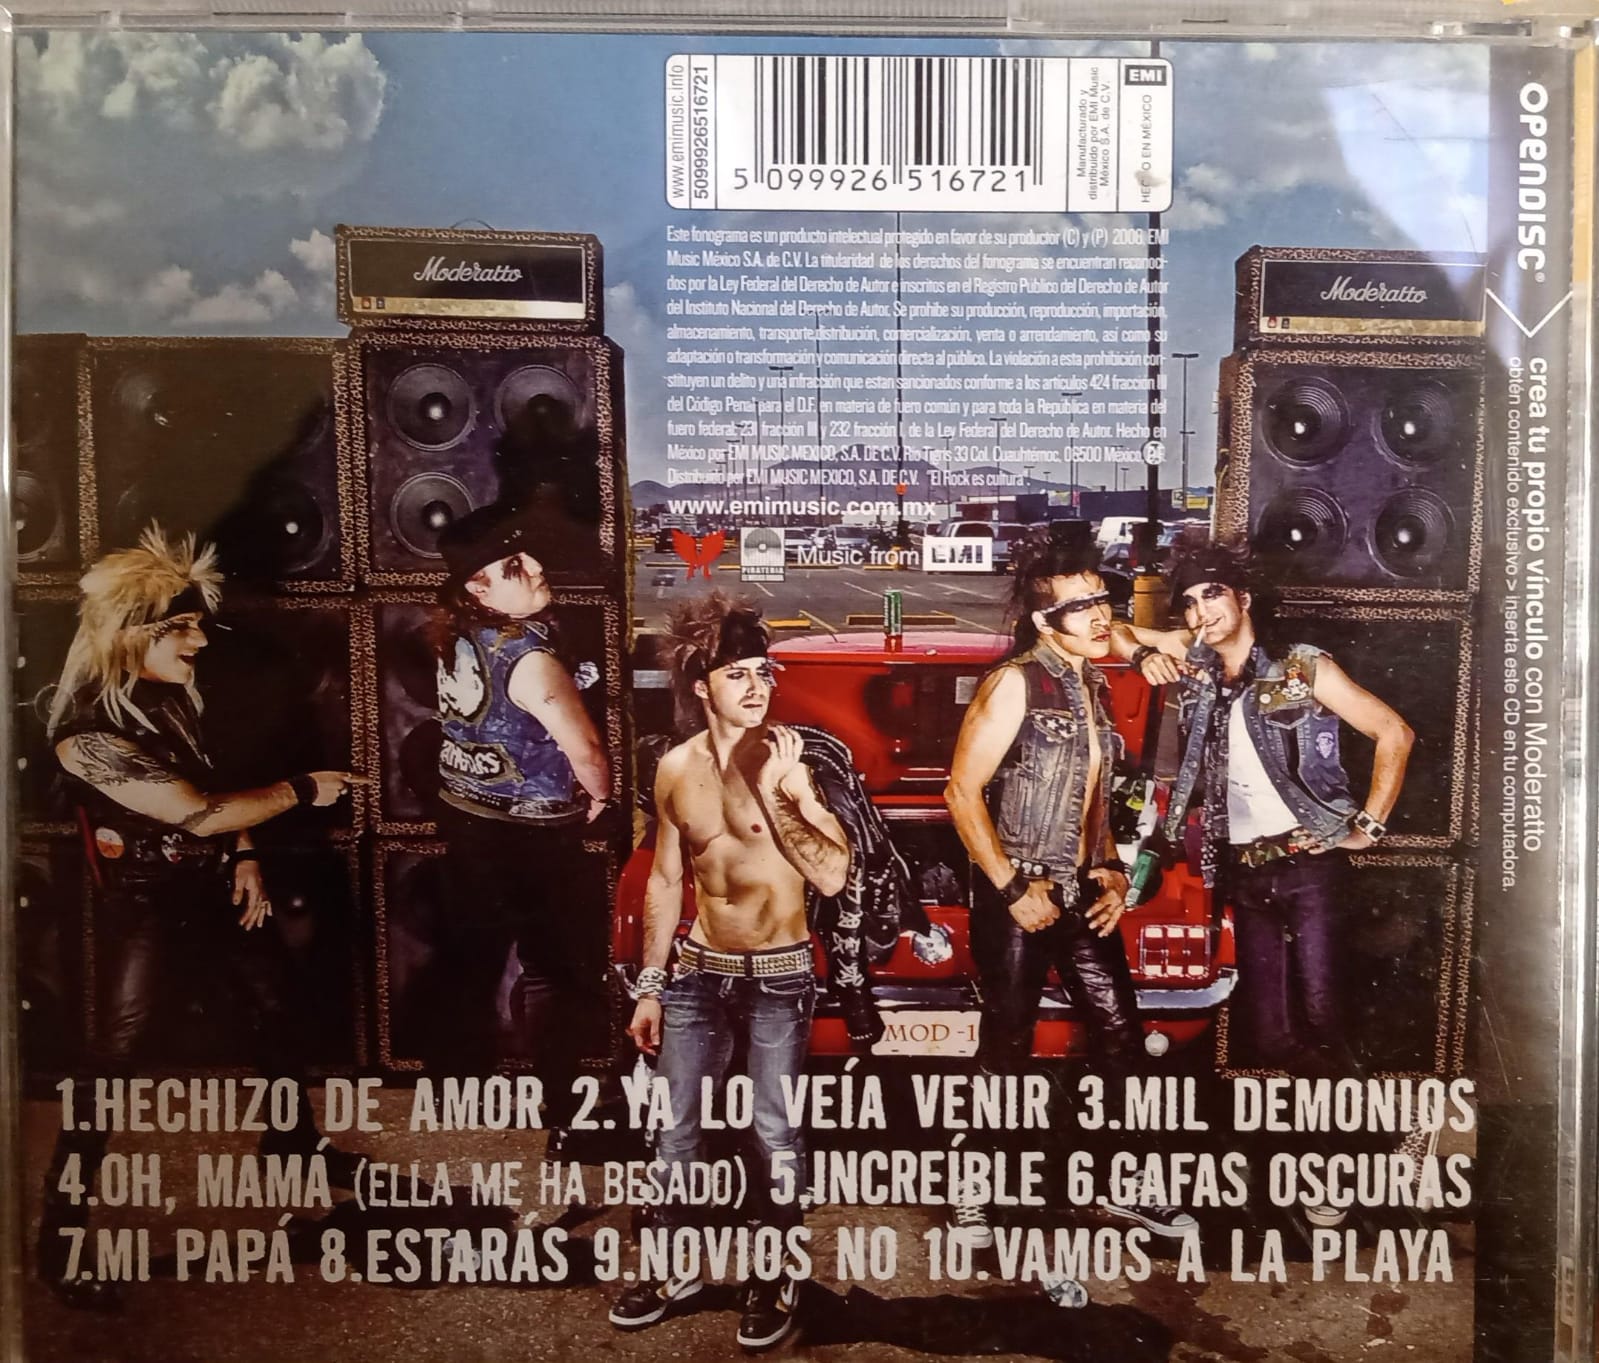 www.emimusic.info
5099926516721
5 099926 516721
Manufacturado y
distribuido por EMI Music
México S.A. de C.V.
EMI
HECHO EN MÉXICO
Este fonograma es un producto intelectual protegido en favor de su productor (C) y (P) 2008, EMI
Music México S.A. de C.V. La titularidad de los derechos del fonograma se encuentran reconoci-
dos por la Ley Federal del Derecho de Autor e inscritos en el Registro Público del Derecho de Autor
del Instituto Nacional del Derecho de Autor. Se prohibe su producción, reproducción, importación,
almacenamiento, transporte,distribución, comercialización, venta o arrendamiento, así como su
adaptación o transformación y comunicación directa al público. La violación a esta prohibición con-
stituyen un delito y una infracción que estan sancionados conforme a los artículos 424 fracción III
del Código Penal para el D.F. en materia de fuero común y para toda la República en materia del
fuero federal; 231 fracción III y 232 fracción I, de la Ley Federal del Derecho de Autor. Hecho en
México por EMI MUSIC MEXICO, S.A. DE C.V. Río Tigris 33 Col. Cuauhtémoc, 06500 México, D.F.
Distribuido por EMI MUSIC MEXICO, S.A. DE C.V. "El Rock es cultura".
www.emimusic.com.mx
PIRATERIA
Music from EMI
Moderatto
Moderatto
RAMONES
MOD-1
1.HECHIZO DE AMOR 2.YA LO VEÍA VENIR 3.MIL DEMONIOS
4.OH, MAMÁ (ELLA ME HA BESADO) 5.INCREÍBLE 6.GAFAS OSCURAS
7.MI PAPÁ 8.ESTARÁS 9.NOVIOS NO 10.VAMOS A LA PLAYA
OPENDISC®
crea tu propio vínculo con Moderatto
obtén contenido exclusivo > inserta este CD en tu computadora.